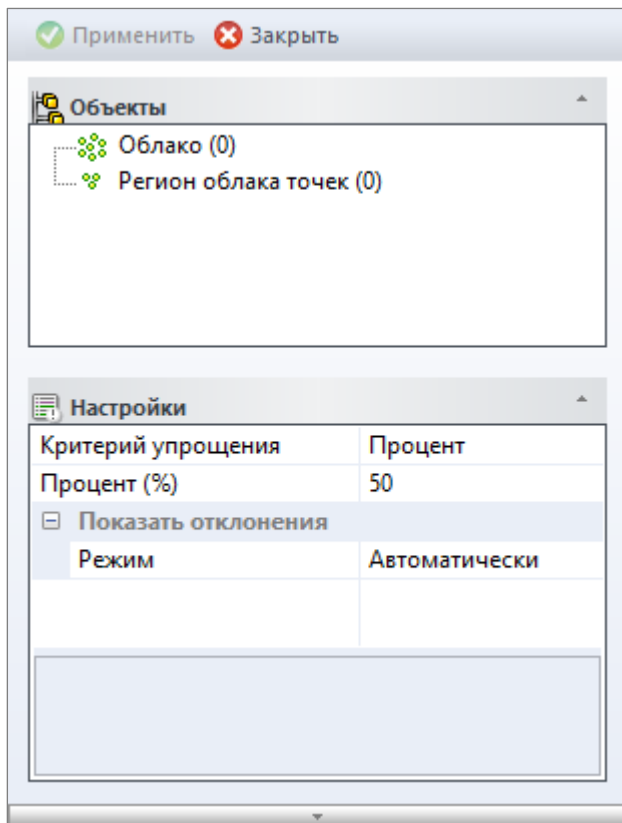 Применить Закрыть
Объекты
Облако (0)
Регион облака точек (0)
Настройки
Критерий упрощения Процент
Процент (%) 50
Показать отклонения
Режим Автоматически